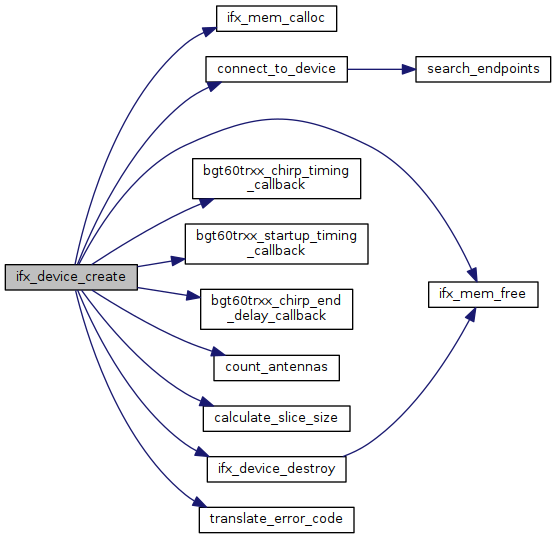 ifx_mem_calloc
connect_to_device
search_endpoints
bgt60trxx_chirp_timing
_callback
bgt60trxx_startup_timing
_callback
ifx_device_create
ifx_mem_free
bgt60trxx_chirp_end
_delay_callback
count_antennas
calculate_slice_size
ifx_device_destroy
translate_error_code